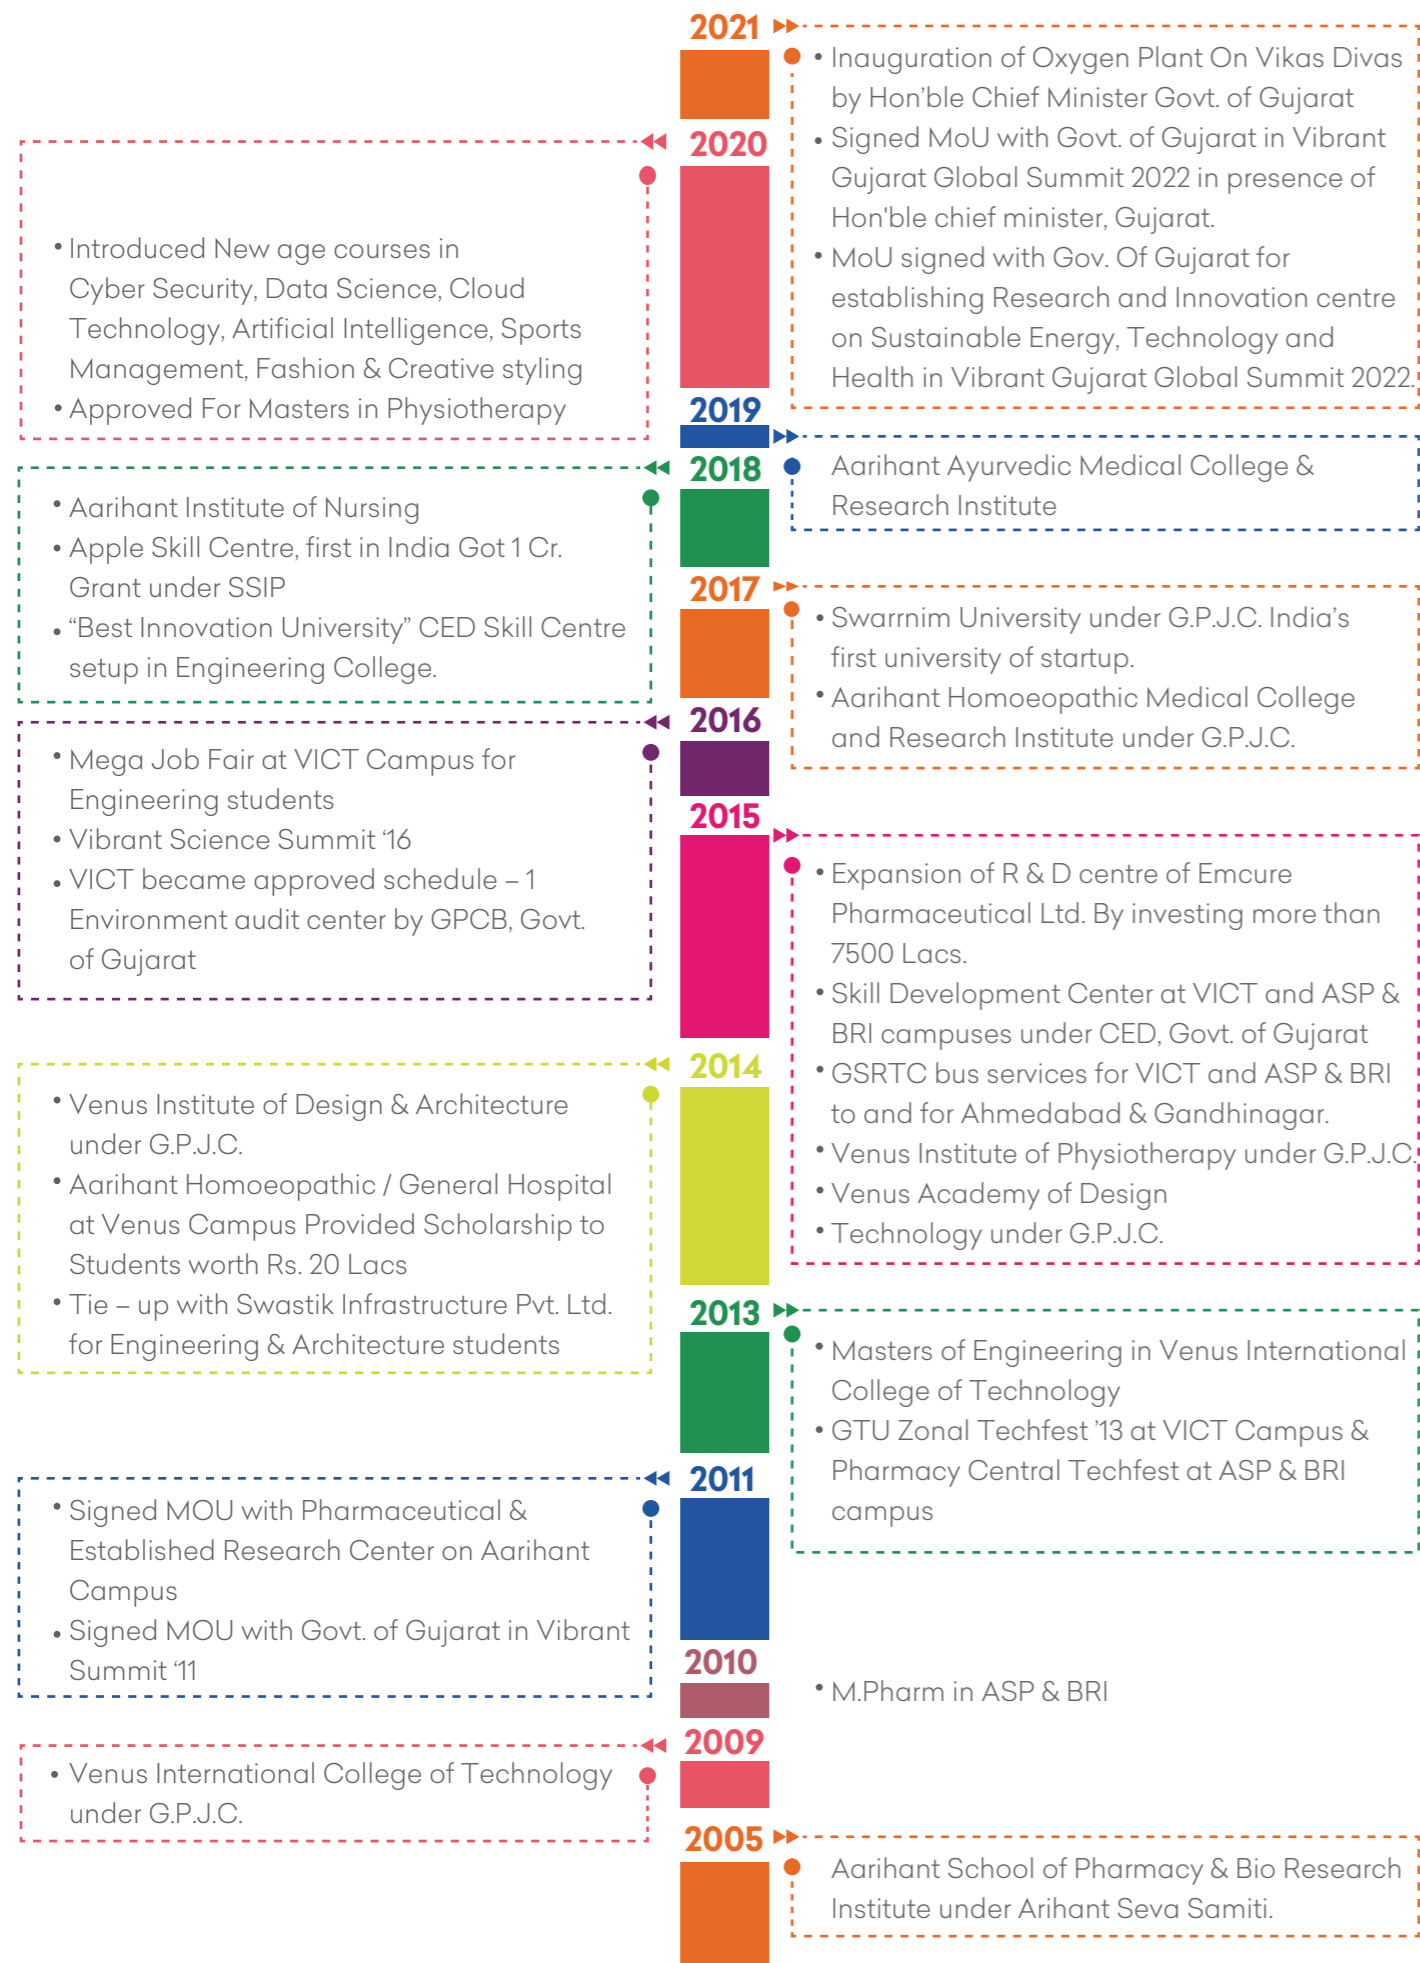 2021
• Inauguration of Oxygen Plant On Vikas Divas
by Hon’ble Chief Minister Govt. of Gujarat
• Signed MoU with Govt. of Gujarat in Vibrant
Gujarat Global Summit 2022 in presence of
Hon'ble chief minister, Gujarat.
• MoU signed with Gov. Of Gujarat for
establishing Research and Innovation centre
on Sustainable Energy, Technology and
Health in Vibrant Gujarat Global Summit 2022.
2020
• Introduced New age courses in
Cyber Security, Data Science, Cloud
Technology, Artificial Intelligence, Sports
Management, Fashion & Creative styling
• Approved For Masters in Physiotherapy
2019
Aarihant Ayurvedic Medical College &
Research Institute
2018
• Aarihant Institute of Nursing
• Apple Skill Centre, first in India Got 1 Cr.
Grant under SSIP
• “Best Innovation University” CED Skill Centre
setup in Engineering College.
2017
• Swarrnim University under G.P.J.C. India’s
first university of startup.
• Aarihant Homoeopathic Medical College
and Research Institute under G.P.J.C.
2016
• Mega Job Fair at VICT Campus for
Engineering students
• Vibrant Science Summit ‘16
• VICT became approved schedule – 1
Environment audit center by GPCB, Govt.
of Gujarat
2015
• Expansion of R & D centre of Emcure
Pharmaceutical Ltd. By investing more than
7500 Lacs.
• Skill Development Center at VICT and ASP &
BRI campuses under CED, Govt. of Gujarat
• GSRTC bus services for VICT and ASP & BRI
to and for Ahmedabad & Gandhinagar.
• Venus Institute of Physiotherapy under G.P.J.C.
• Venus Academy of Design
• Technology under G.P.J.C.
2014
• Venus Institute of Design & Architecture
under G.P.J.C.
• Aarihant Homoeopathic / General Hospital
at Venus Campus Provided Scholarship to
Students worth Rs. 20 Lacs
• Tie – up with Swastik Infrastructure Pvt. Ltd.
for Engineering & Architecture students
2013
• Masters of Engineering in Venus International
College of Technology
• GTU Zonal Techfest ’13 at VICT Campus &
Pharmacy Central Techfest at ASP & BRI
campus
2011
• Signed MOU with Pharmaceutical &
Established Research Center on Aarihant
Campus
• Signed MOU with Govt. of Gujarat in Vibrant
Summit ‘11
2010
• M.Pharm in ASP & BRI
2009
• Venus International College of Technology
under G.P.J.C.
2005
Aarihant School of Pharmacy & Bio Research
Institute under Arihant Seva Samiti.